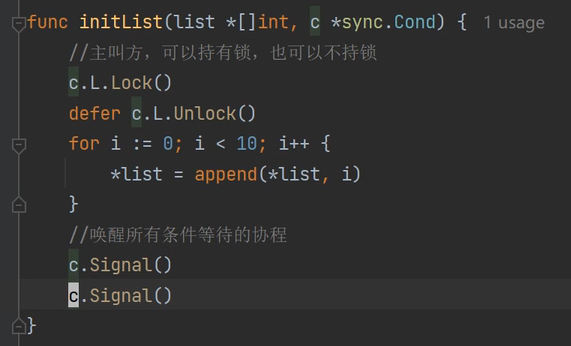 func initList(list *[]int, c *sync.Cond) { 1 usage
//主叫方，可以持有锁，也可以不持锁
c.L.Lock()
defer c.L.Unlock()
for i := 0; i < 10; i++ {
*list = append(*list, i)
}
//唤醒所有条件等待的协程
c.Signal()
c.Signal()
}